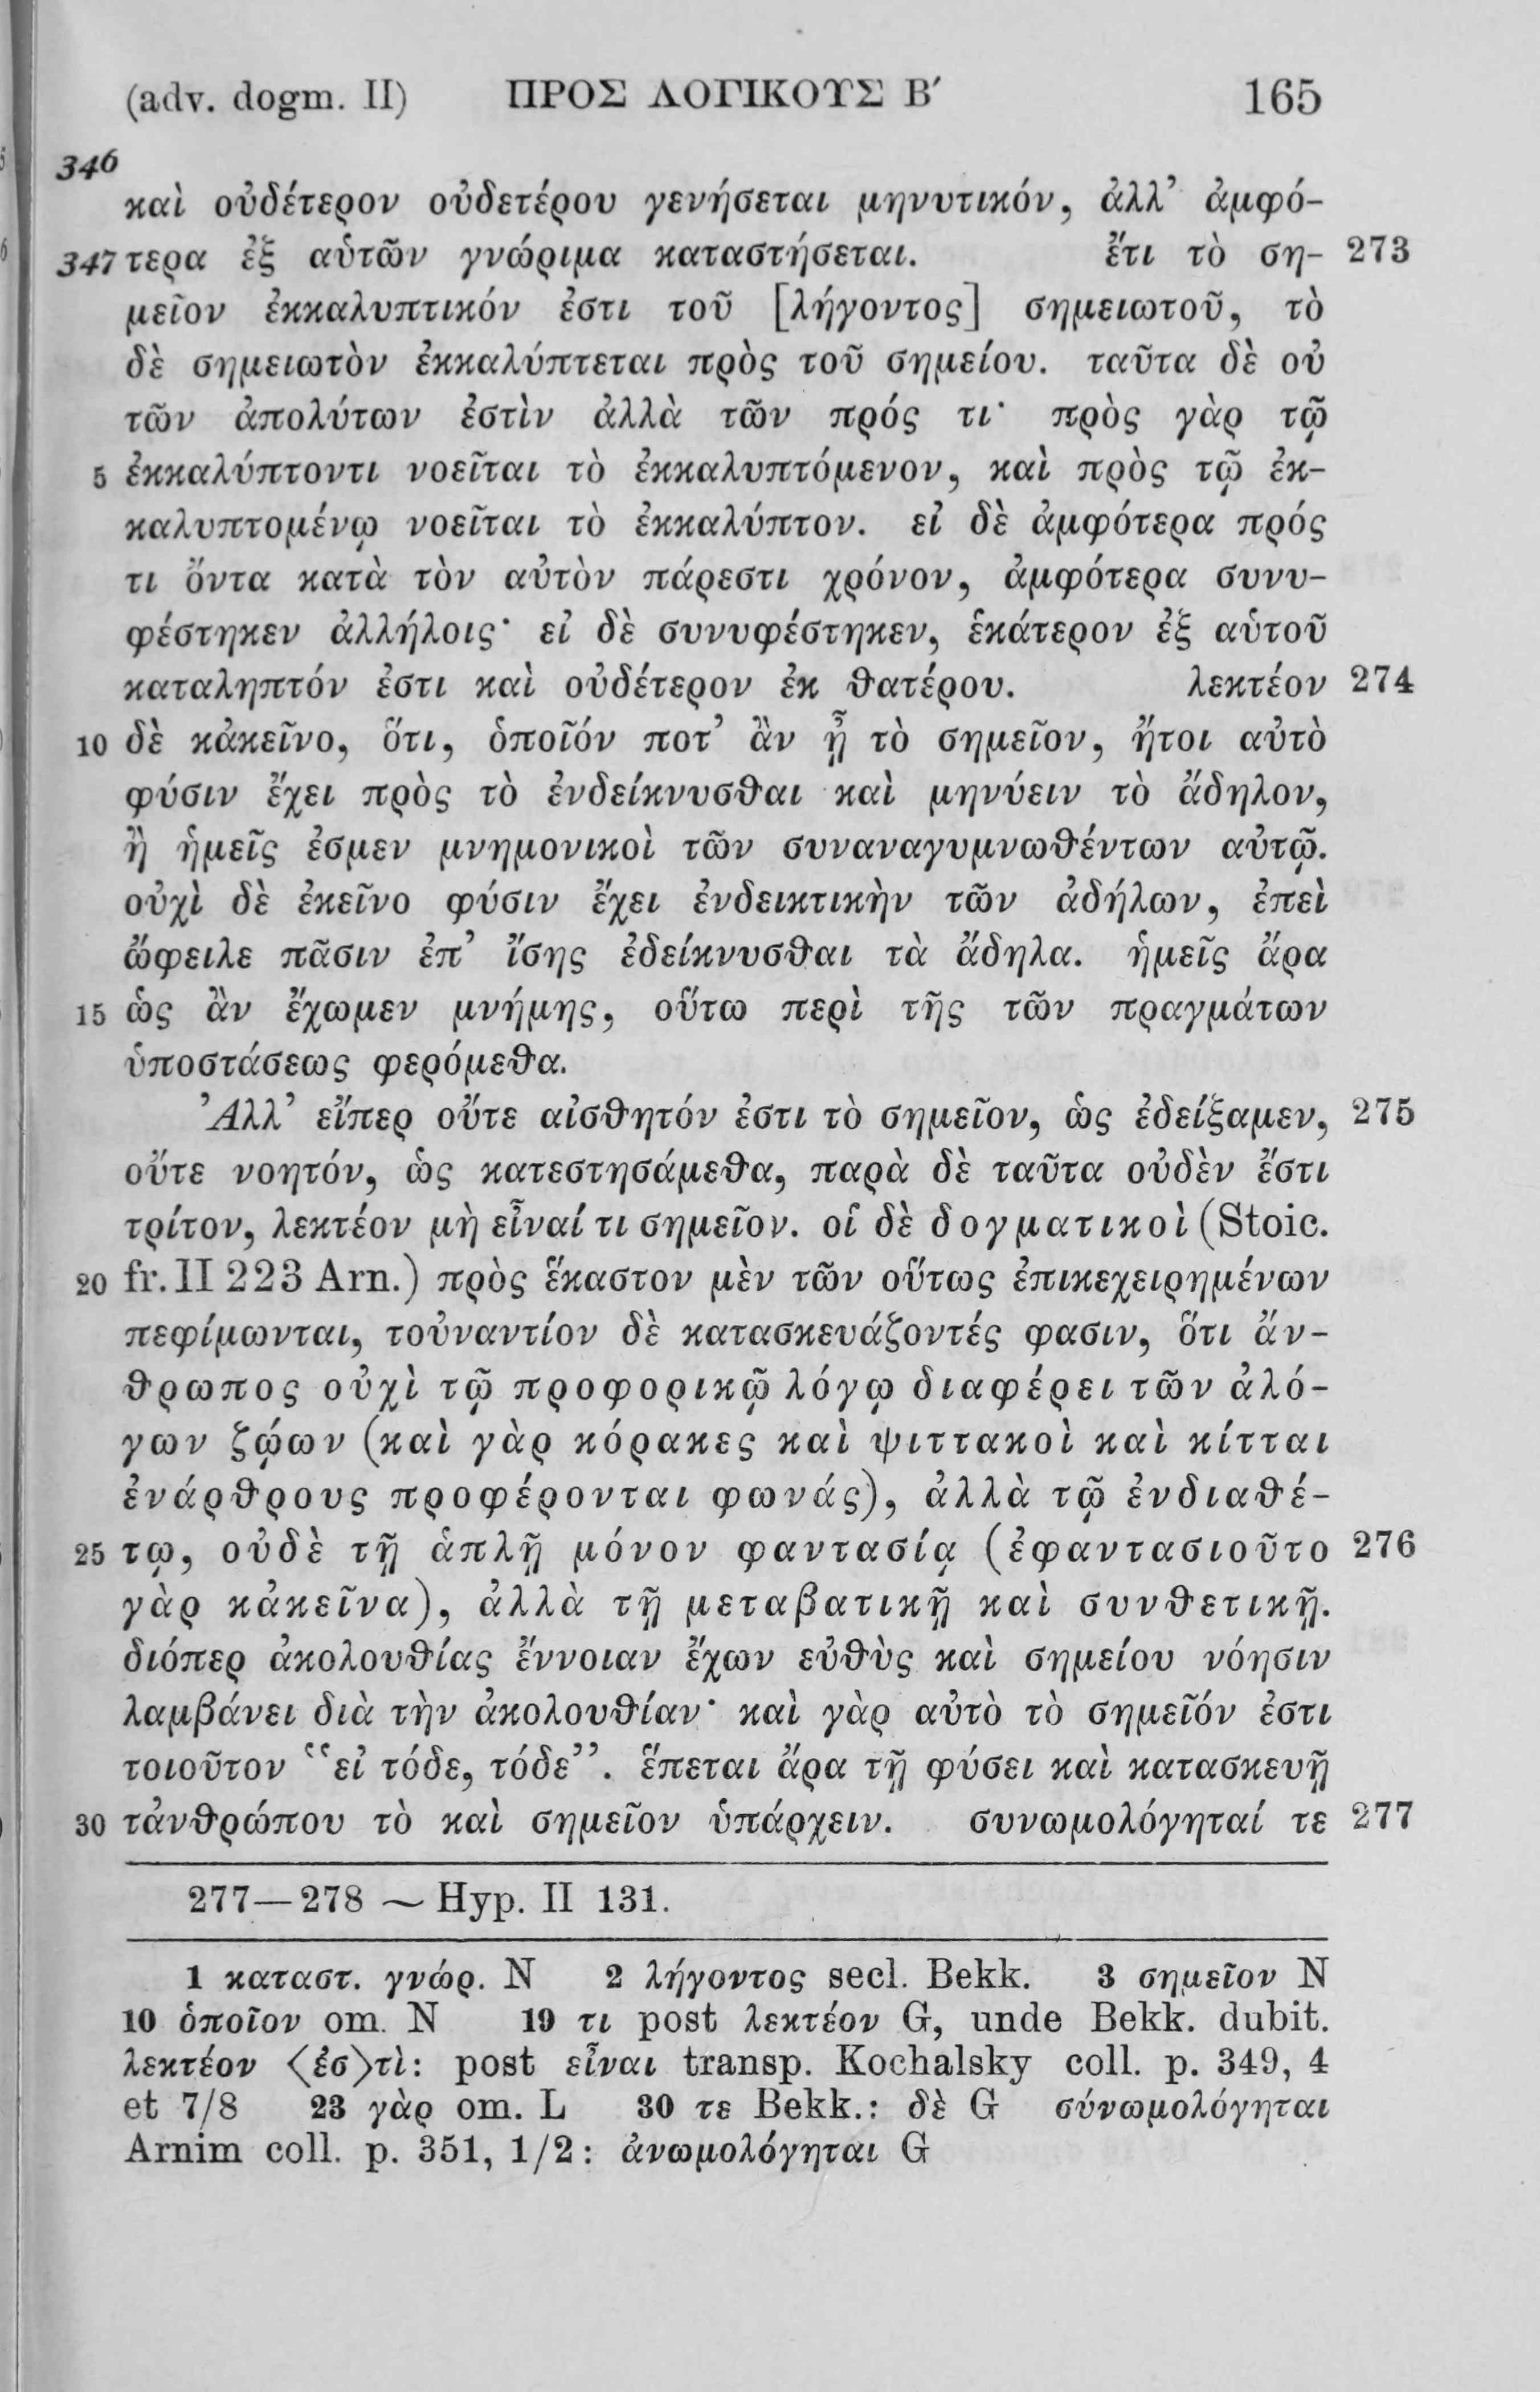 (adv. dogm. II) ΠΡΟΣ ΛΟΓΙΚΟΥΣ Β′ 165
346
καὶ οὐδέτερον οὐδετέρου γενήσεται μηνυτικόν, ἀλλ’ ἀμφό-
347 τερα ἐξ αὑτῶν γνώριμα καταστήσεται. ἔτι τὸ ση- 273
μεῖον ἐκκαλυπτικόν ἐστι τοῦ [λήγοντος] σημειωτοῦ, τὸ
δὲ σημειωτὸν ἐκκαλύπτεται πρὸς τοῦ σημείου. ταῦτα δὲ οὐ
τῶν ἀπολύτων ἐστὶν ἀλλὰ τῶν πρός τι· πρὸς γὰρ τῷ
5 ἐκκαλύπτοντι νοεῖται τὸ ἐκκαλυπτόμενον, καὶ πρὸς τῷ ἐκ-
καλυπτομένῳ νοεῖται τὸ ἐκκαλύπτον. εἰ δὲ ἀμφότερα πρός
τι ὄντα κατὰ τὸν αὐτὸν πάρεστι χρόνον, ἀμφότερα συνυ-
φέστηκεν ἀλλήλοις· εἰ δὲ συνυφέστηκεν, ἑκάτερον ἐξ αὑτοῦ
καταληπτόν ἐστι καὶ οὐδέτερον ἐκ θατέρου. λεκτέον 274
10 δὲ κἀκεῖνο, ὅτι, ὁποῖόν ποτ’ ἂν ᾖ τὸ σημεῖον, ἤτοι αὐτὸ
φύσιν ἔχει πρὸς τὸ ἐνδείκνυσθαι καὶ μηνύειν τὸ ἄδηλον,
ἢ ἡμεῖς ἐσμεν μνημονικοὶ τῶν συναναγυμνωθέντων αὐτῷ.
οὐχὶ δὲ ἐκεῖνο φύσιν ἔχει ἐνδεικτικὴν τῶν ἀδήλων, ἐπεὶ
ὤφειλε πᾶσιν ἐπ’ ἴσης ἐδείκνυσθαι τὰ ἄδηλα. ἡμεῖς ἄρα
15 ὡς ἂν ἔχωμεν μνήμης, οὕτω περὶ τῆς τῶν πραγμάτων
ὑποστάσεως φερόμεθα.
Ἀλλ’ εἴπερ οὔτε αἰσθητόν ἐστι τὸ σημεῖον, ὡς ἐδείξαμεν, 275
οὔτε νοητόν, ὡς κατεστησάμεθα, παρὰ δὲ ταῦτα οὐδὲν ἔστι
τρίτον, λεκτέον μὴ εἶναί τι σημεῖον. οἱ δὲ δογματικοὶ (Stoic.
20 fr. II 223 Arn.) πρὸς ἕκαστον μὲν τῶν οὕτως ἐπικεχειρημένων
πεφίμωνται, τοὐναντίον δὲ κατασκευάζοντές φασιν, ὅτι ἄν-
θρωπος οὐχὶ τῷ προφορικῷ λόγῳ διαφέρει τῶν ἀλό-
γων ζῴων (καὶ γὰρ κόρακες καὶ ψιττακοὶ καὶ κίτται
ἐνάρθρους προφέρονται φωνάς), ἀλλὰ τῷ ἐνδιαθέ-
25 τῳ, οὐδὲ τῇ ἁπλῇ μόνον φαντασίᾳ (ἐφαντασιοῦτο 276
γὰρ κἀκεῖνα), ἀλλὰ τῇ μεταβατικῇ καὶ συνθετικῇ.
διόπερ ἀκολουθίας ἔννοιαν ἔχων εὐθὺς καὶ σημείου νόησιν
λαμβάνει διὰ τὴν ἀκολουθίαν· καὶ γὰρ αὐτὸ τὸ σημεῖόν ἐστι
τοιοῦτον “εἰ τόδε, τόδε”. ἕπεται ἄρα τῇ φύσει καὶ κατασκευῇ
30 τἀνθρώπου τὸ καὶ σημεῖον ὑπάρχειν. συνωμολόγηταί τε 277
277—278 ~ Hyp. II 131.
1 καταστ. γνώρ. N 2 λήγοντος secl. Bekk. 3 σημεῖον N
10 ὁποῖον om. N 19 τι post λεκτέον G, unde Bekk. dubit.
λεκτέον ⟨ἐσ⟩τὶ: post εἶναι transp. Kochalsky coll. p. 349, 4
et 7/8 23 γὰρ om. L 30 τε Bekk.: δὲ G σύνωμολόγηται
Arnim coll. p. 351, 1/2: ἀνωμολόγηται G